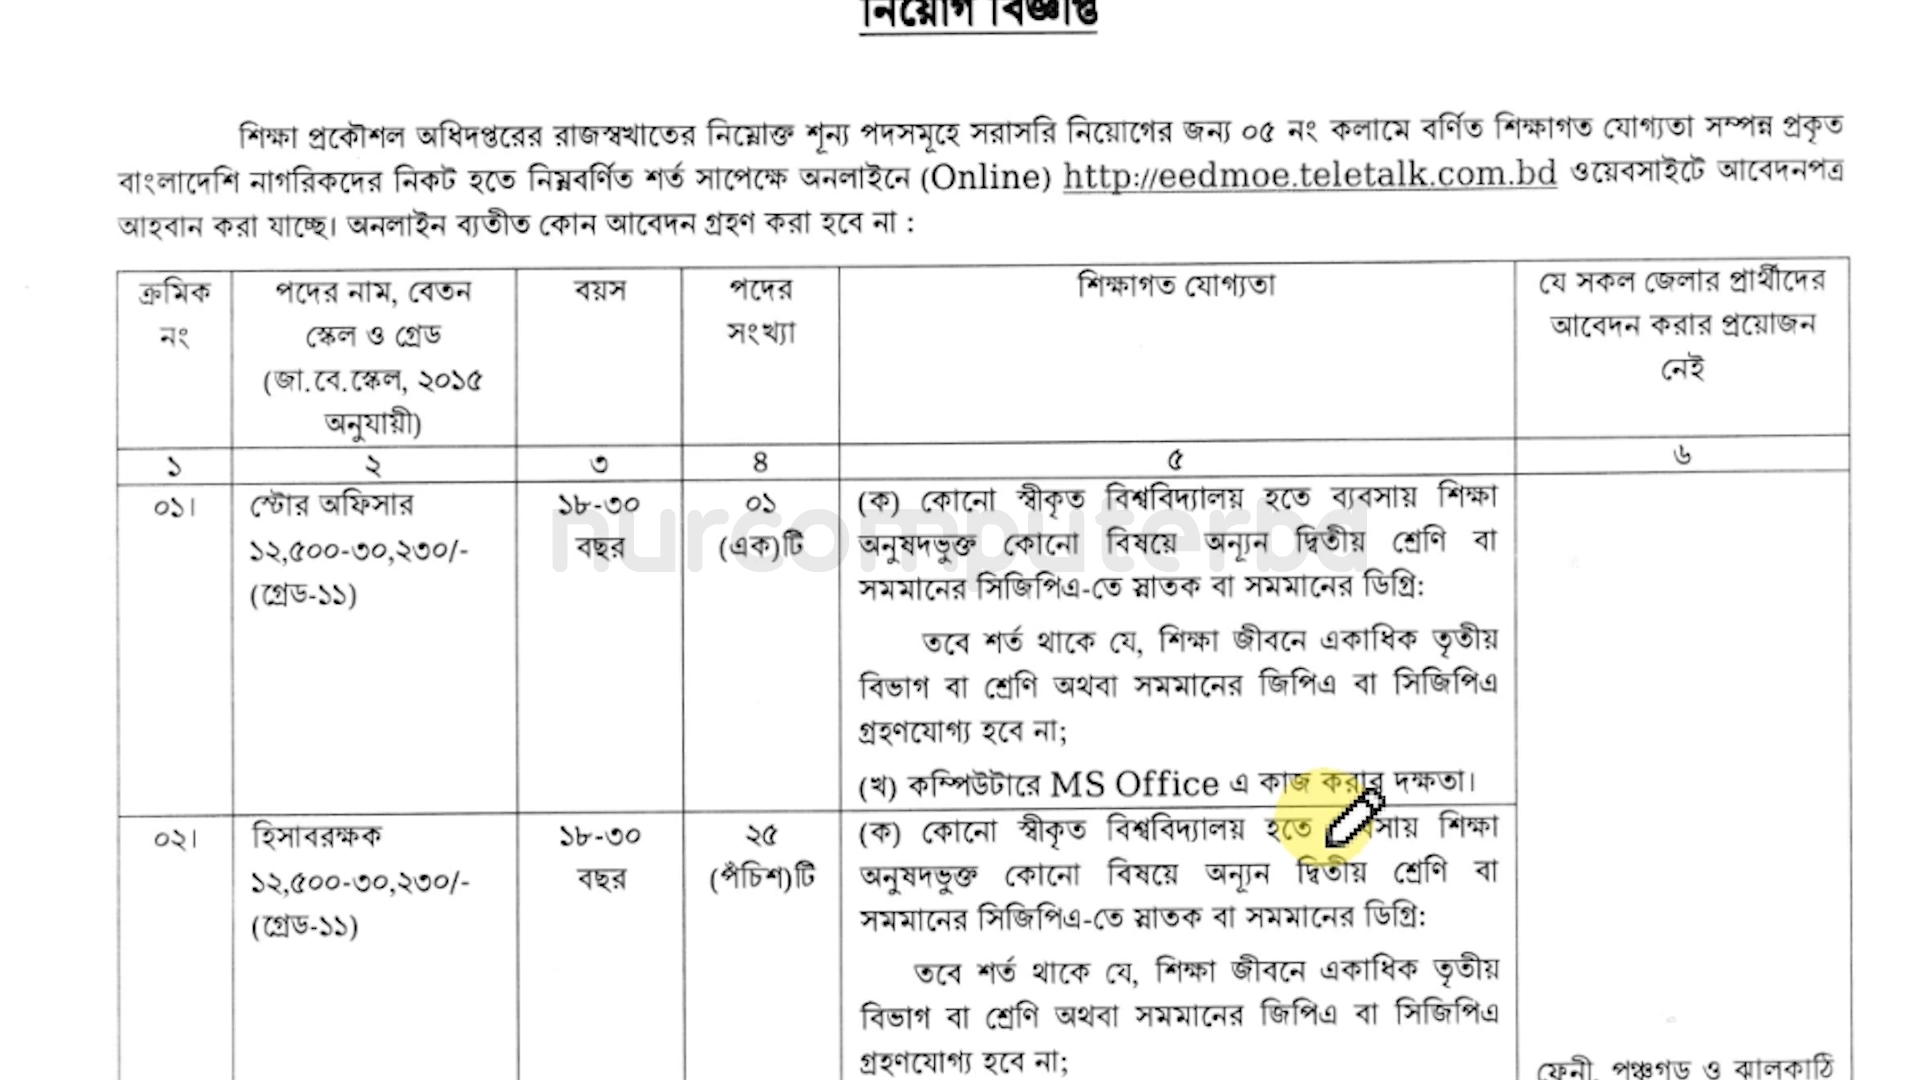 নিয়োগ বিজ্ঞপ্তি
শিক্ষা প্রকৌশল অধিদপ্তরের রাজস্বখাতের নিম্নোক্ত শূন্য পদসমূহে সরাসরি নিয়োগের জন্য ০৫ নং কলামে বর্ণিত শিক্ষাগত যোগ্যতা সম্পন্ন প্রকৃত
বাংলাদেশি নাগরিকদের নিকট হতে নিম্নবর্ণিত শর্ত সাপেক্ষে অনলাইনে (Online) http://eedmoe.teletalk.com.bd ওয়েবসাইটে আবেদনপত্র
আহবান করা যাচ্ছে। অনলাইন ব্যতীত কোন আবেদন গ্রহণ করা হবে না :
ক্রমিক
নং
পদের নাম, বেতন
স্কেল ও গ্রেড
(জা.বে.স্কেল, ২০১৫
অনুযায়ী)
বয়স
পদের
সংখ্যা
শিক্ষাগত যোগ্যতা
যে সকল জেলার প্রার্থীদের
আবেদন করার প্রয়োজন
নেই
১ ২ ৩ ৪ ৫ ৬
০১।
স্টোর অফিসার
১২,৫০০-৩০,২৩০/-
(গ্রেড-১১)
১৮-৩০
বছর
০১
(এক)টি
(ক) কোনো স্বীকৃত বিশ্ববিদ্যালয় হতে ব্যবসায় শিক্ষা
অনুষদভুক্ত কোনো বিষয়ে অন্যূন দ্বিতীয় শ্রেণি বা
সমমানের সিজিপিএ-তে স্নাতক বা সমমানের ডিগ্রি:
তবে শর্ত থাকে যে, শিক্ষা জীবনে একাধিক তৃতীয়
বিভাগ বা শ্রেণি অথবা সমমানের জিপিএ বা সিজিপিএ
গ্রহণযোগ্য হবে না;
(খ) কম্পিউটারে MS Office এ কাজ করার দক্ষতা।
nurcomputerbd
০২।
হিসাবরক্ষক
১২,৫০০-৩০,২৩০/-
(গ্রেড-১১)
১৮-৩০
বছর
২৫
(পঁচিশ)টি
(ক) কোনো স্বীকৃত বিশ্ববিদ্যালয় হতে ব্যবসায় শিক্ষা
অনুষদভুক্ত কোনো বিষয়ে অন্যূন দ্বিতীয় শ্রেণি বা
সমমানের সিজিপিএ-তে স্নাতক বা সমমানের ডিগ্রি:
তবে শর্ত থাকে যে, শিক্ষা জীবনে একাধিক তৃতীয়
বিভাগ বা শ্রেণি অথবা সমমানের জিপিএ বা সিজিপিএ
গ্রহণযোগ্য হবে না;
ফেনী, পঞ্চগড় ও ঝালকাঠি